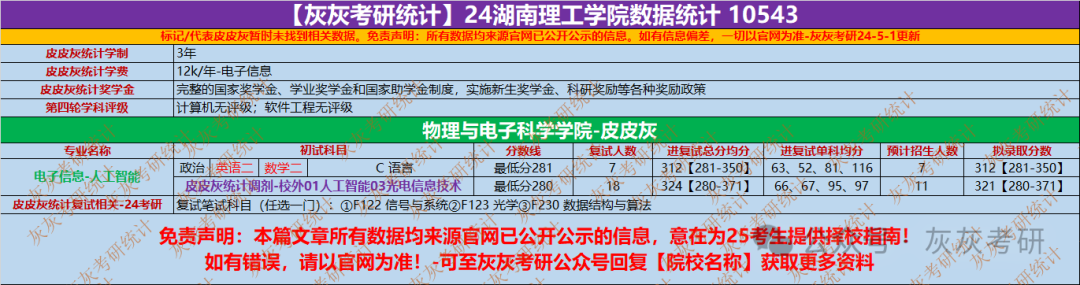 【灰灰考研统计】24湖南理工学院数据统计 10543
标记/代表皮皮灰暂时未找到相关数据。免责声明：所有数据均来源官网已公开公示的信息。如有信息偏差，一切以官网为准-灰灰考研24-5-1更新
皮皮灰统计学制 3年
皮皮灰统计学费 12k/年-电子信息
皮皮灰统计奖学金 完整的国家奖学金、学业奖学金和国家助学金制度，实施新生奖学金、科研奖励等各种奖励政策
第四轮学科评级 计算机无评级；软件工程无评级
物理与电子科学学院-皮皮灰
专业名称 初试科目 分数线 复试人数 进复试总分均分 进复试单科均分 预计招生人数 拟录取分数
电子信息-人工智能 政治 英语二 数学二 C 语言 最低分281 7 312【281-350】 63、52、81、116 7 312【281-350】
皮皮灰统计调剂-校外01人工智能03光电信息技术 最低分280 18 324【280-371】 66、67、95、97 11 321【280-371】
皮皮灰统计复试相关-24考研 复试笔试科目（任选一门）：①F122 信号与系统②F123 光学③F230 数据结构与算法
免责声明：本篇文章所有数据均来源官网已公开公示的信息，意在为25考生提供择校指南！
如有错误，请以官网为准！-可至灰灰考研公众号回复【院校名称】获取更多资料
公众号 灰灰考研
灰灰考研统计